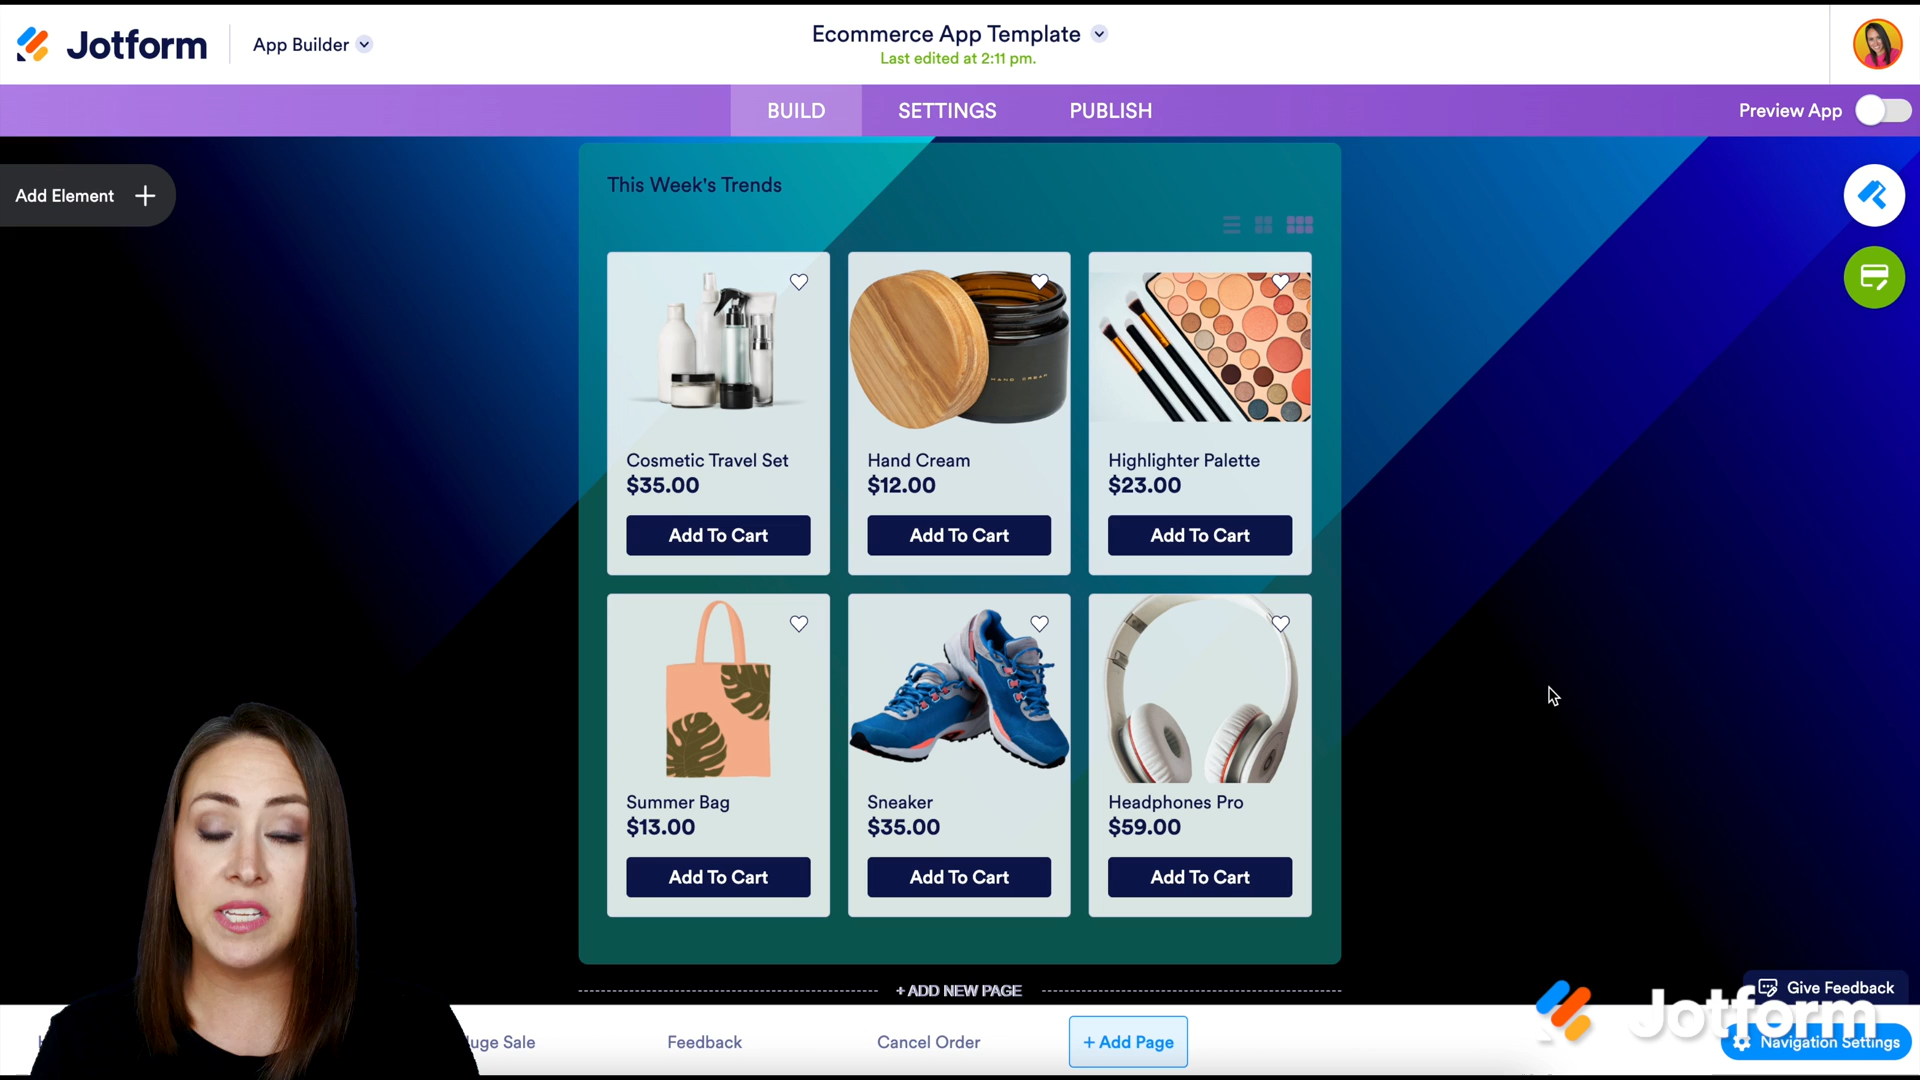 Jotform
App Builder
Ecommerce App Template
Last edited at 2:11 pm.
BUILD
SETTINGS
PUBLISH
Preview App
Add Element
This Week's Trends
HAND CREAM
Cosmetic Travel Set
$35.00
Add To Cart
Hand Cream
$12.00
Add To Cart
Highlighter Palette
$23.00
Add To Cart
Summer Bag
$13.00
Add To Cart
Sneaker
$35.00
Add To Cart
Headphones Pro
$59.00
Add To Cart
+ ADD NEW PAGE
Give Feedback
Jotform
Sale
Feedback
Cancel Order
+ Add Page
Navigation Settings